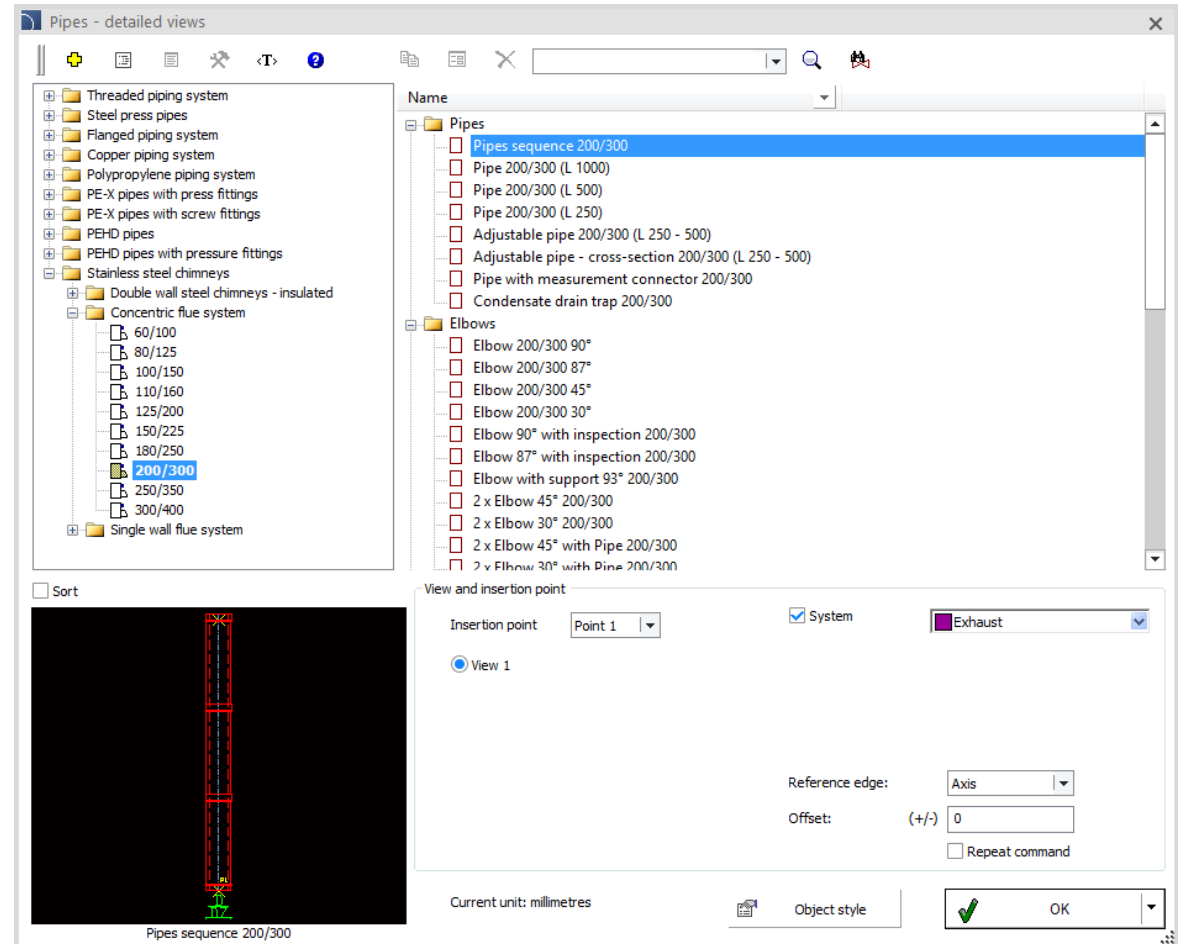 Pipes - detailed views
<T>
Threaded piping system
Steel press pipes
Flanged piping system
Copper piping system
Polypropylene piping system
PE-X pipes with press fittings
PE-X pipes with screw fittings
PEHD pipes
PEHD pipes with pressure fittings
Stainless steel chimneys
Double wall steel chimneys - insulated
Concentric flue system
60/100
80/125
100/150
110/160
125/200
150/225
180/250
200/300
250/350
300/400
Single wall flue system
Name
Pipes
Pipes sequence 200/300
Pipe 200/300 (L 1000)
Pipe 200/300 (L 500)
Pipe 200/300 (L 250)
Adjustable pipe 200/300 (L 250 - 500)
Adjustable pipe - cross-section 200/300 (L 250 - 500)
Pipe with measurement connector 200/300
Condensate drain trap 200/300
Elbows
Elbow 200/300 90°
Elbow 200/300 87°
Elbow 200/300 45°
Elbow 200/300 30°
Elbow 90° with inspection 200/300
Elbow 87° with inspection 200/300
Elbow with support 93° 200/300
2 x Elbow 45° 200/300
2 x Elbow 30° 200/300
2 x Elbow 45° with Pipe 200/300
2 x Elbow 30° with Pipe 200/300
Sort
P1
Pipes sequence 200/300
View and insertion point
Insertion point Point 1
System Exhaust
View 1
Reference edge: Axis
Offset: (+/-) 0
Repeat command
Current unit: millimetres
Object style
OK